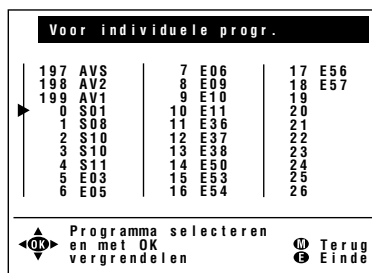 Voor individuele progr.
197 AVS
198 AV2
199 AV1
0 S01
1 S08
2 S10
3 S10
4 S11
5 E03
6 E05
7 E06
8 E09
9 E10
10 E11
11 E36
12 E37
13 E38
14 E50
15 E53
16 E54
17 E56
18 E57
19
20
21
22
23
24
25
26
OK
Programma selecteren
en met OK
vergrendelen
M Terug
E Einde